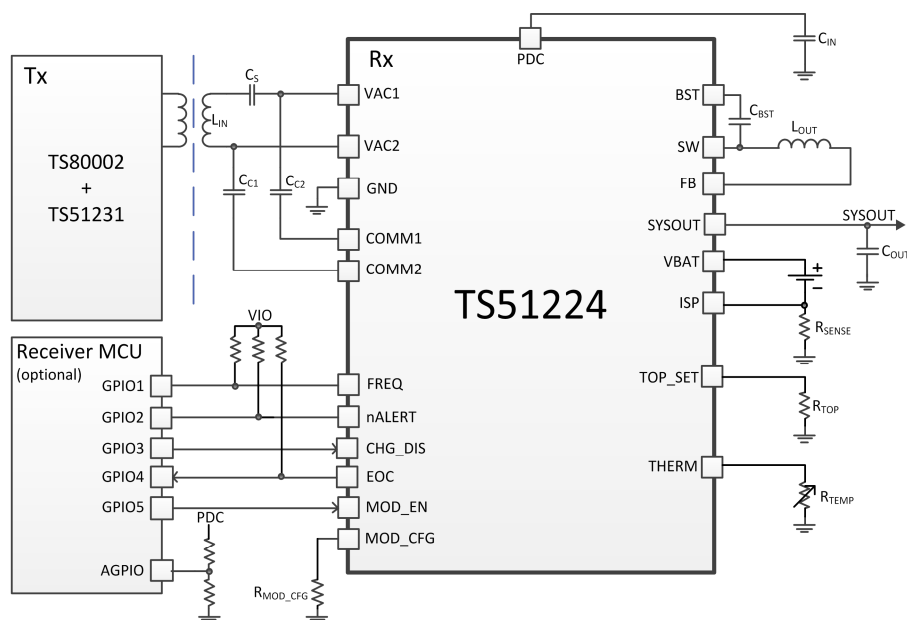 Tx
TS80002
+
TS51231
L_IN
C_S
C_C1
C_C2
Rx
PDC
C_IN
VAC1
VAC2
GND
COMM1
COMM2
TS51224
BST
C_BST
SW
L_OUT
FB
SYSOUT
SYSOUT
C_OUT
VBAT
+
−
ISP
R_SENSE
TOP_SET
R_TOP
THERM
R_TEMP
VIO
Receiver MCU
(optional)
GPIO1
FREQ
GPIO2
nALERT
GPIO3
CHG_DIS
GPIO4
EOC
GPIO5
MOD_EN
PDC
MOD_CFG
AGPIO
R_MOD_CFG